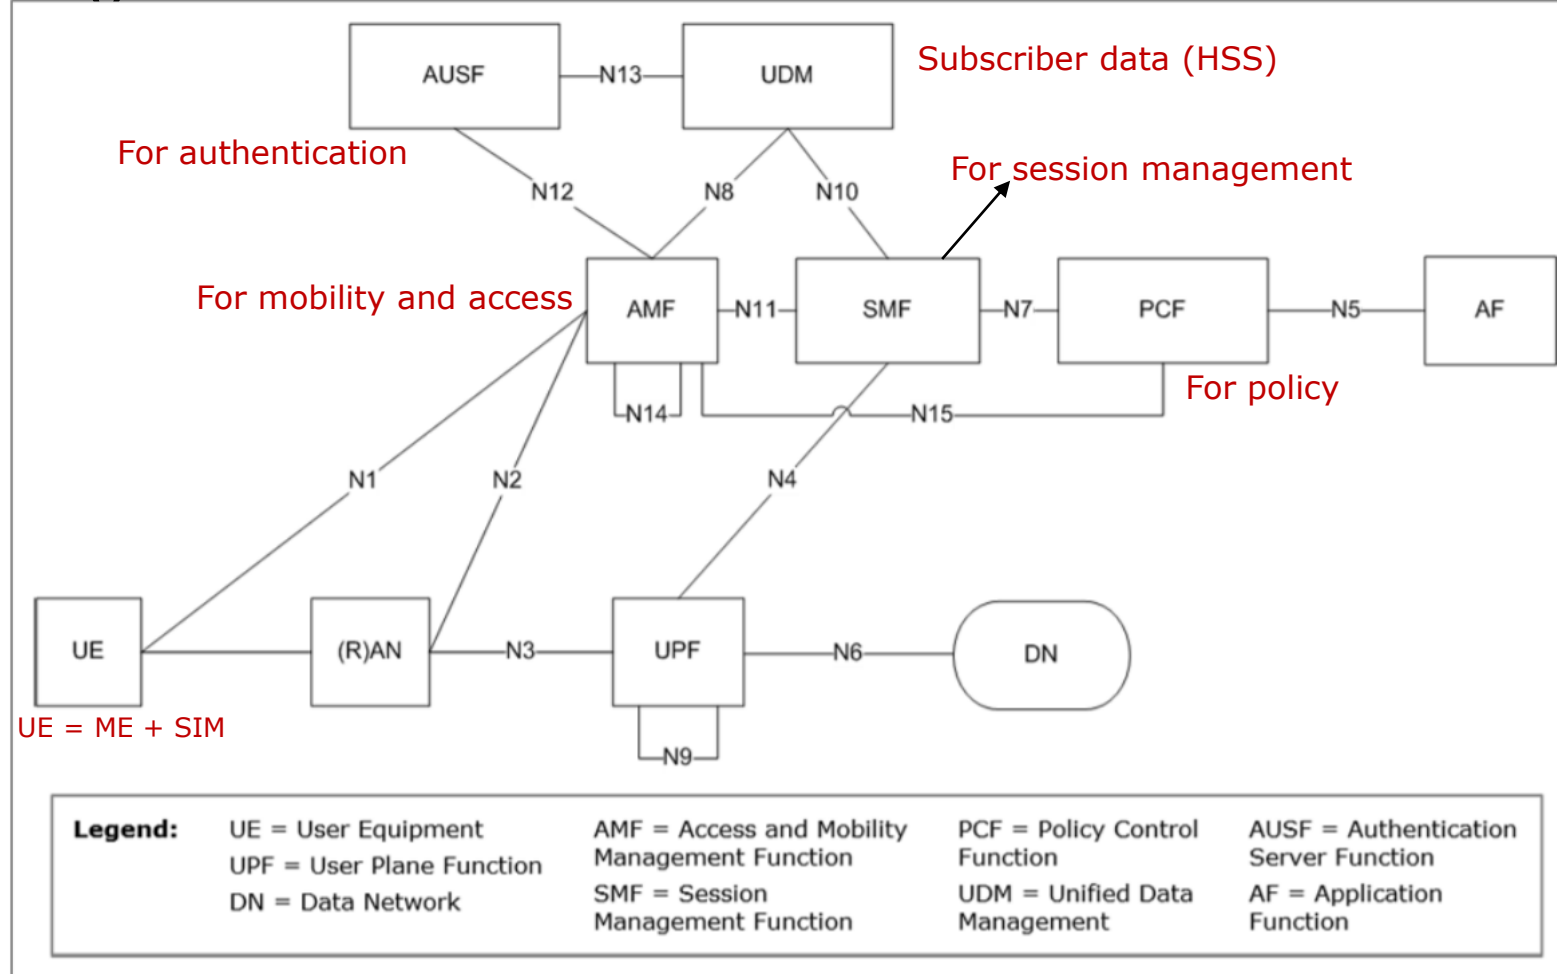 AUSF
N13
UDM
Subscriber data (HSS)
For authentication
For session management
N12
N8
N10
For mobility and access
AMF
N11
SMF
N7
PCF
N5
AF
For policy
N14
N15
N1
N2
N4
UE
(R)AN
N3
UPF
N6
DN
UE = ME + SIM
N9
Legend:
UE = User Equipment
UPF = User Plane Function
DN = Data Network
AMF = Access and Mobility
Management Function
SMF = Session
Management Function
PCF = Policy Control
Function
UDM = Unified Data
Management
AUSF = Authentication
Server Function
AF = Application
Function